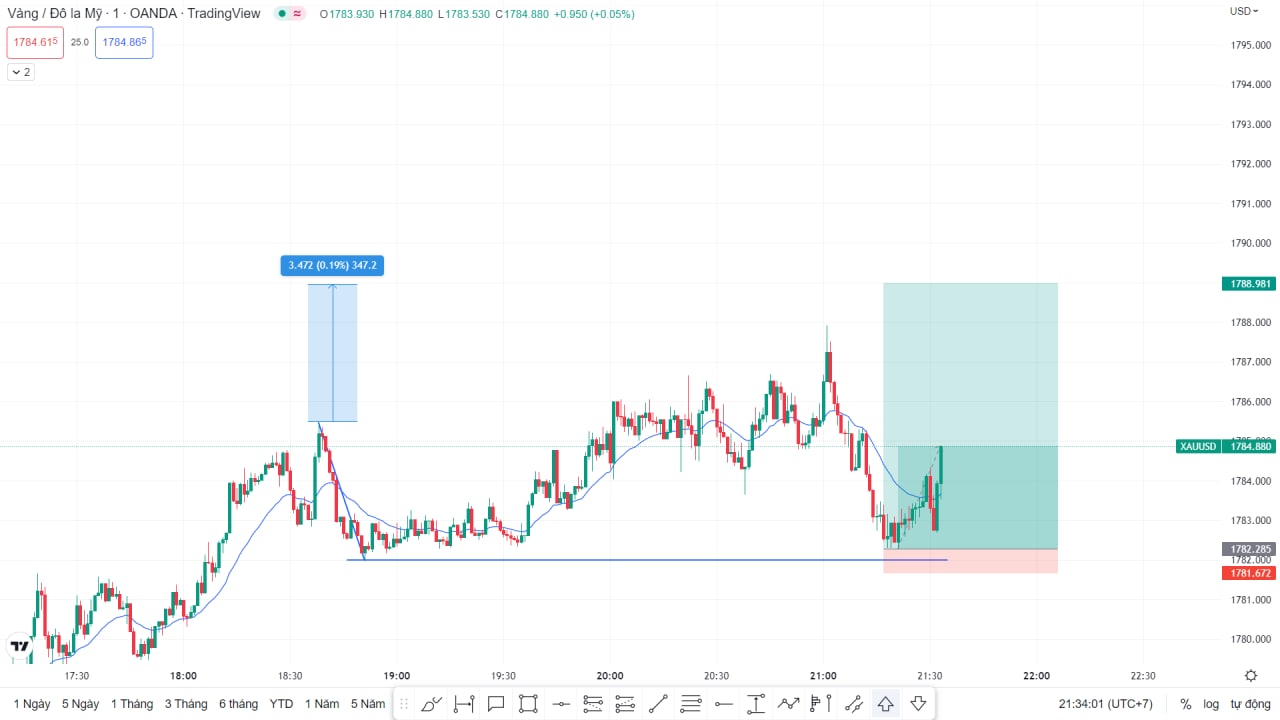 Vàng / Đô la Mỹ · 1 · OANDA · TradingView
O1783.930 H1784.880 L1783.530 C1784.880 +0.950 (+0.05%)
USD
1784.615 25.0 1784.865
2
1795.000
1794.000
1793.000
1792.000
1791.000
1790.000
3.472 (0.19%) 347.2
1788.981
1788.000
1787.000
1786.000
XAUUSD 1784.880
1784.000
1783.000
1782.285
1782.000
1781.672
1781.000
1780.000
17:30 18:00 18:30 19:00 19:30 20:00 20:30 21:00 21:30 22:00 22:30
1 Ngày 5 Ngày 1 Tháng 3 Tháng 6 tháng YTD 1 Năm 5 Năm
21:34:01 (UTC+7) % log tự động